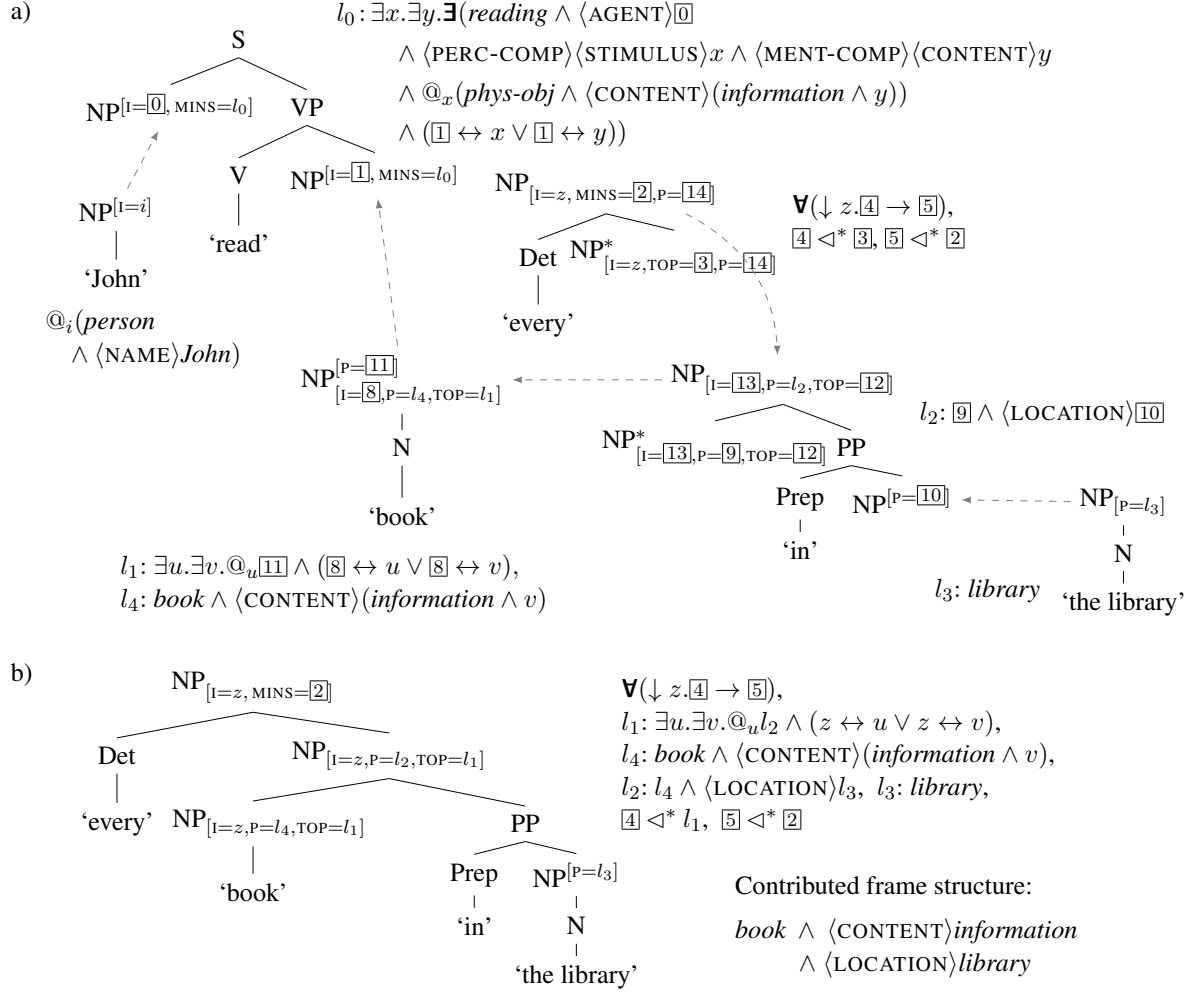 a)
l₀: ∃x.∃y.∃(reading ∧ ⟨AGENT⟩[0]
∧ ⟨PERC-COMP⟩⟨STIMULUS⟩x ∧ ⟨MENT-COMP⟩⟨CONTENT⟩y
∧ @ₓ(phys-obj ∧ ⟨CONTENT⟩(information ∧ y))
∧ ([1] ↔ x ∨ [1] ↔ y))
S
NP[I=[0], MINS=l₀] VP
V NP[I=[1], MINS=l₀]
'read'
NP[I=i]
'John'
@ᵢ(person
∧ ⟨NAME⟩John)
NP[I=z, MINS=[2],P=[14]]
Det NP*[I=z,TOP=[3],P=[14]]
'every'
∀(↓ z.[4] → [5]),
[4] ◁* [3], [5] ◁* [2]
NP[P=[11]][I=[8],P=l₄,TOP=l₁]
N
'book'
l₁: ∃u.∃v.@ᵤ[11] ∧ ([8] ↔ u ∨ [8] ↔ v),
l₄: book ∧ ⟨CONTENT⟩(information ∧ v)
NP[I=[13],P=l₂,TOP=[12]]
NP*[I=[13],P=[9],TOP=[12]] PP
Prep NP[P=[10]]
'in'
l₂: [9] ∧ ⟨LOCATION⟩[10]
NP[P=l₃]
N
l₃: library 'the library'
b)
NP[I=z, MINS=[2]]
Det NP[I=z,P=l₂,TOP=l₁]
'every' NP[I=z,P=l₄,TOP=l₁] PP
'book' Prep NP[P=l₃]
'in' N
'the library'
∀(↓ z.[4] → [5]),
l₁: ∃u.∃v.@ᵤl₂ ∧ (z ↔ u ∨ z ↔ v),
l₄: book ∧ ⟨CONTENT⟩(information ∧ v),
l₂: l₄ ∧ ⟨LOCATION⟩l₃, l₃: library,
[4] ◁* l₁, [5] ◁* [2]
Contributed frame structure:
book ∧ ⟨CONTENT⟩information
∧ ⟨LOCATION⟩library